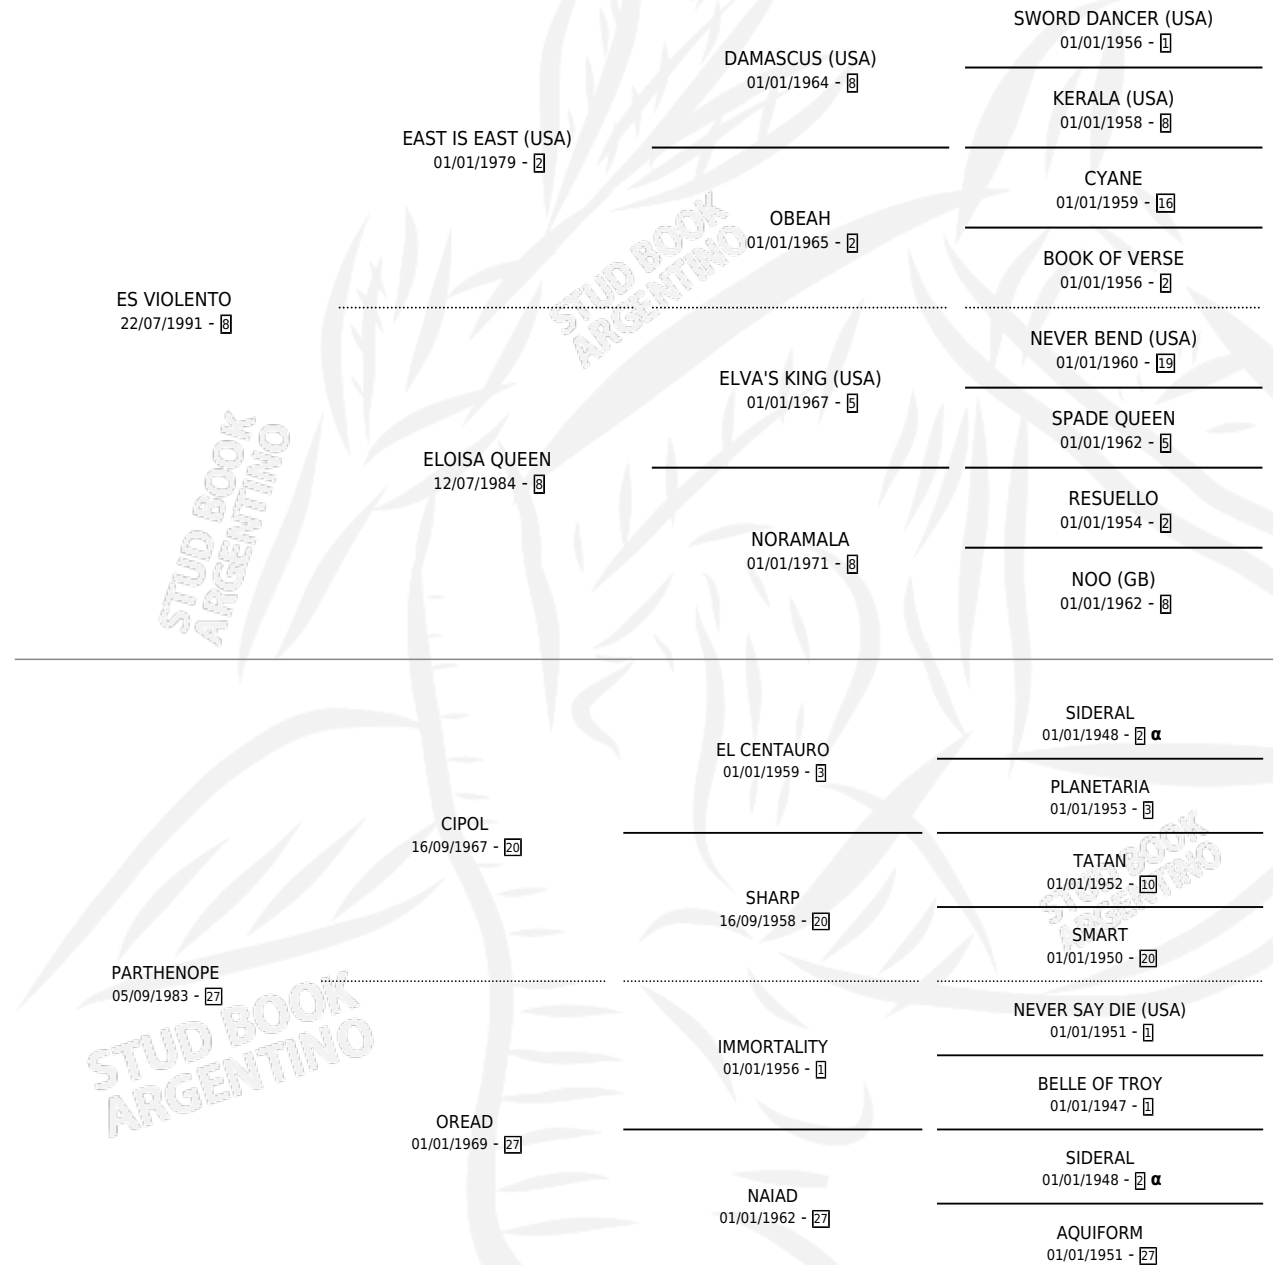 SWORD DANCER (USA)
01/01/1956 - 1
DAMASCUS (USA)
01/01/1964 - 8
KERALA (USA)
01/01/1958 - 8
EAST IS EAST (USA)
01/01/1979 - 2
CYANE
01/01/1959 - 16
OBEAH
01/01/1965 - 2
BOOK OF VERSE
01/01/1956 - 2
STUD BOOK
ARGENTINO
ES VIOLENTO
22/07/1991 - 8
NEVER BEND (USA)
01/01/1960 - 19
ELVA'S KING (USA)
01/01/1967 - 5
SPADE QUEEN
01/01/1962 - 5
ELOISA QUEEN
12/07/1984 - 8
RESUELLO
01/01/1954 - 2
NORAMALA
01/01/1971 - 8
NOO (GB)
01/01/1962 - 8
STUD BOOK
ARGENTINO
SIDERAL
01/01/1948 - 2 α
EL CENTAURO
01/01/1959 - 3
PLANETARIA
01/01/1953 - 3
CIPOL
16/09/1967 - 20
TATAN
01/01/1952 - 10
SHARP
16/09/1958 - 20
SMART
01/01/1950 - 20
STUD BOOK
ARGENTINO
PARTHENOPE
05/09/1983 - 27
NEVER SAY DIE (USA)
01/01/1951 - 1
IMMORTALITY
01/01/1956 - 1
BELLE OF TROY
01/01/1947 - 1
OREAD
01/01/1969 - 27
SIDERAL
01/01/1948 - 2 α
NAIAD
01/01/1962 - 27
AQUIFORM
01/01/1951 - 27
STUD BOOK
ARGENTINO